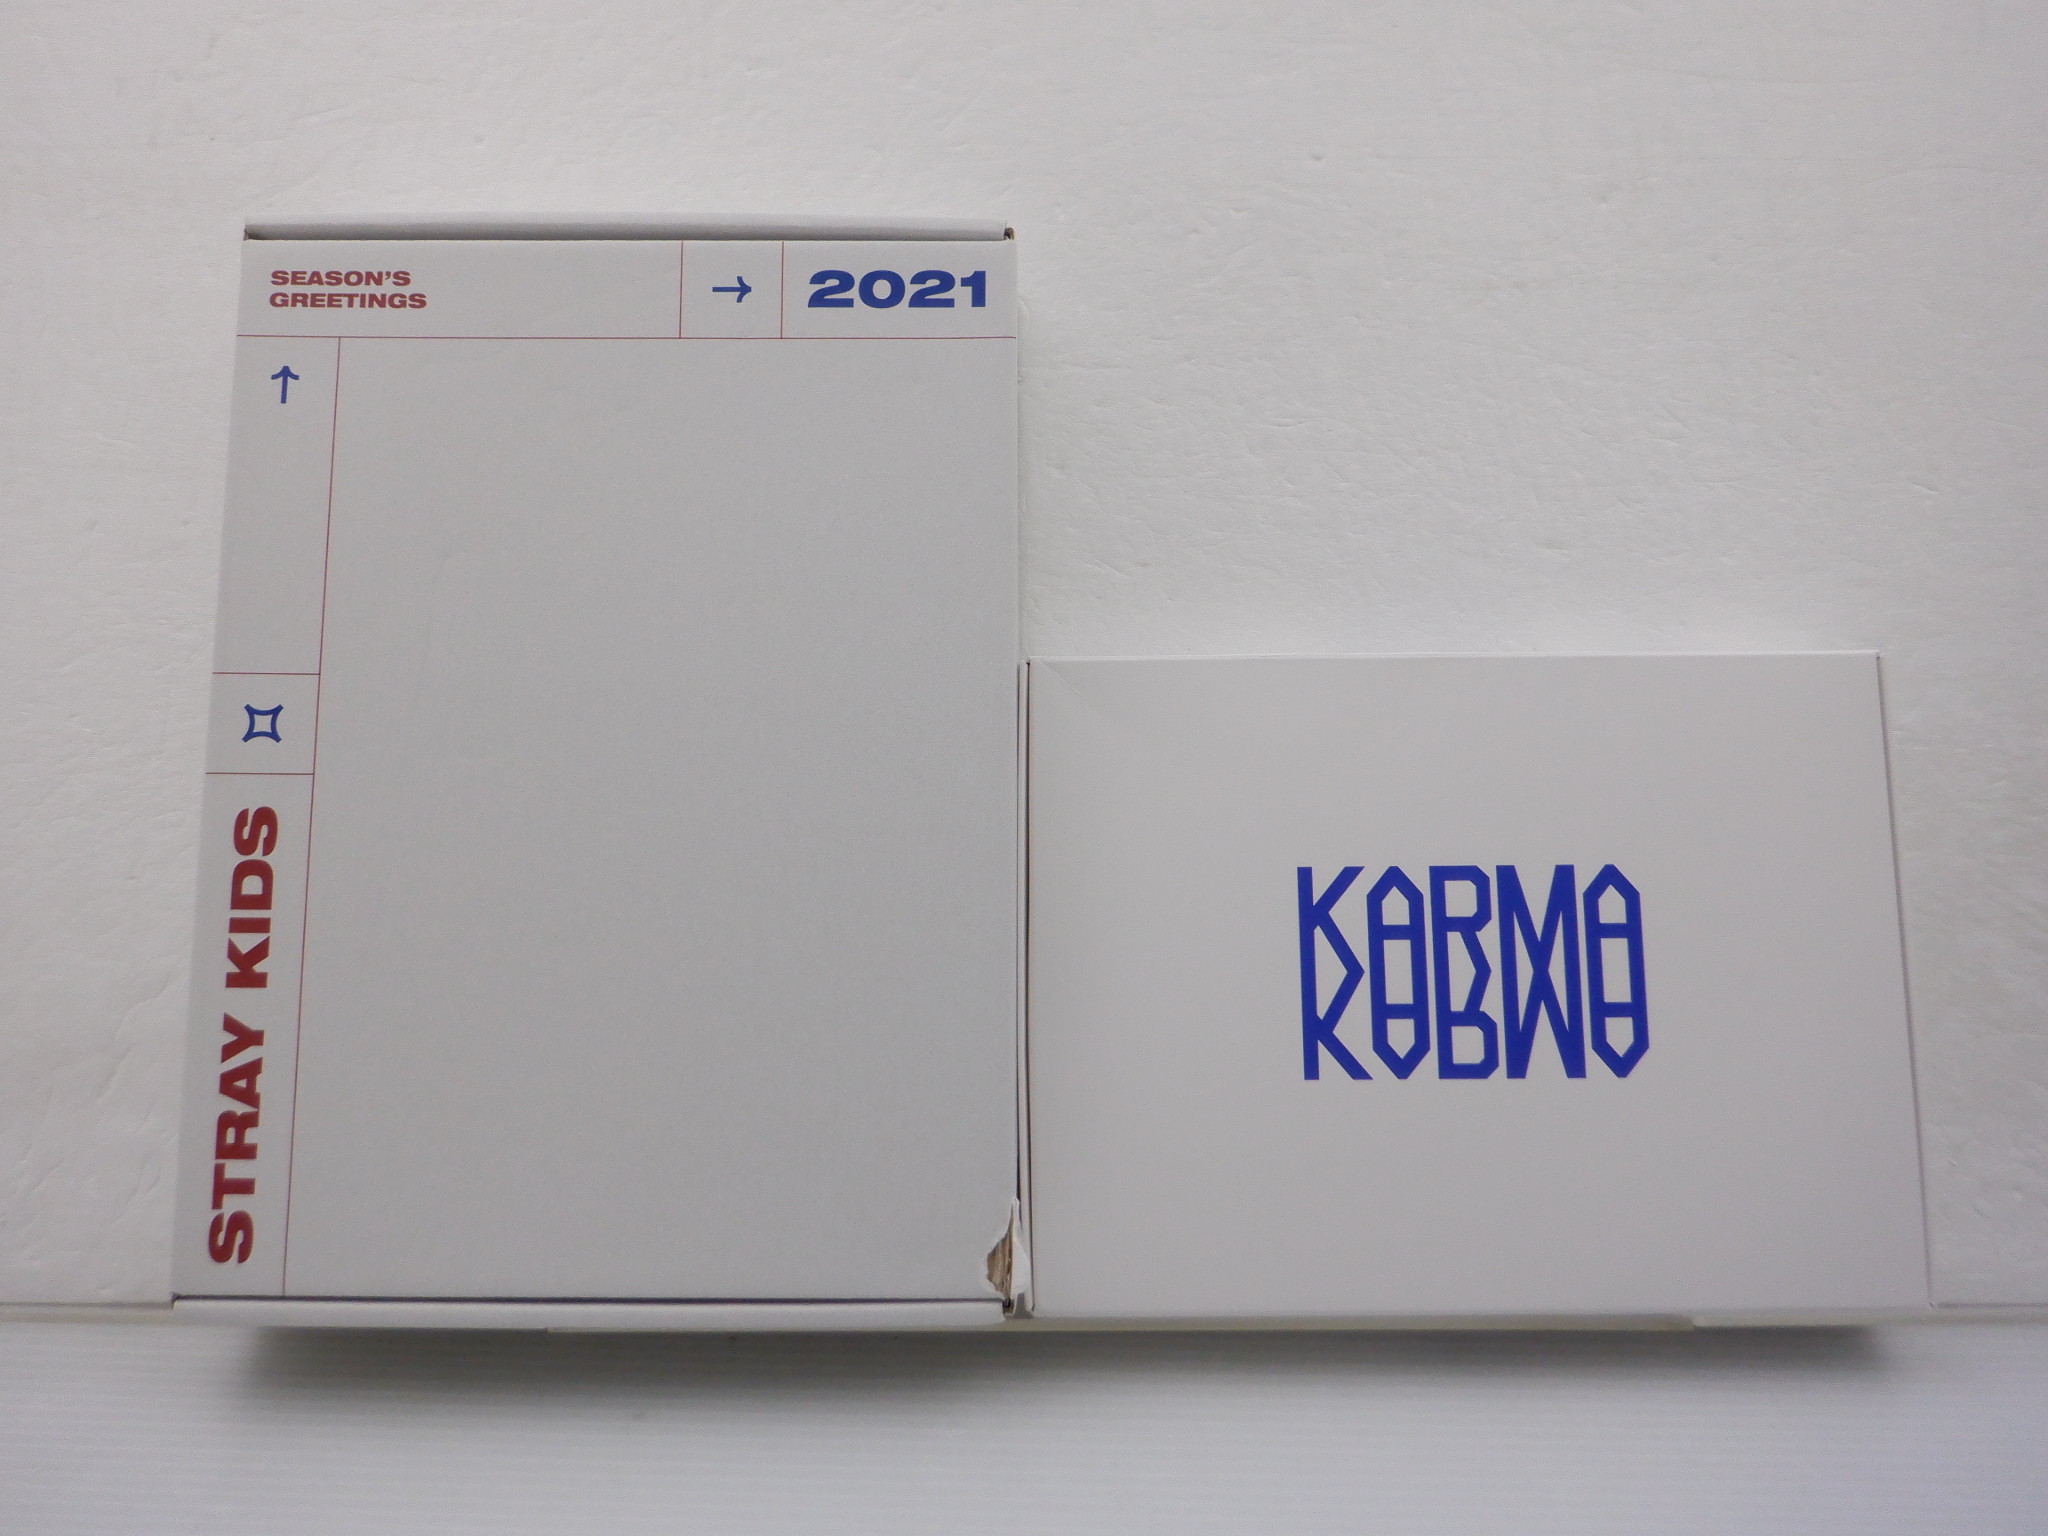 SEASON'S
GREETINGS
→
2021
↑
STRAY KIDS
KARMA